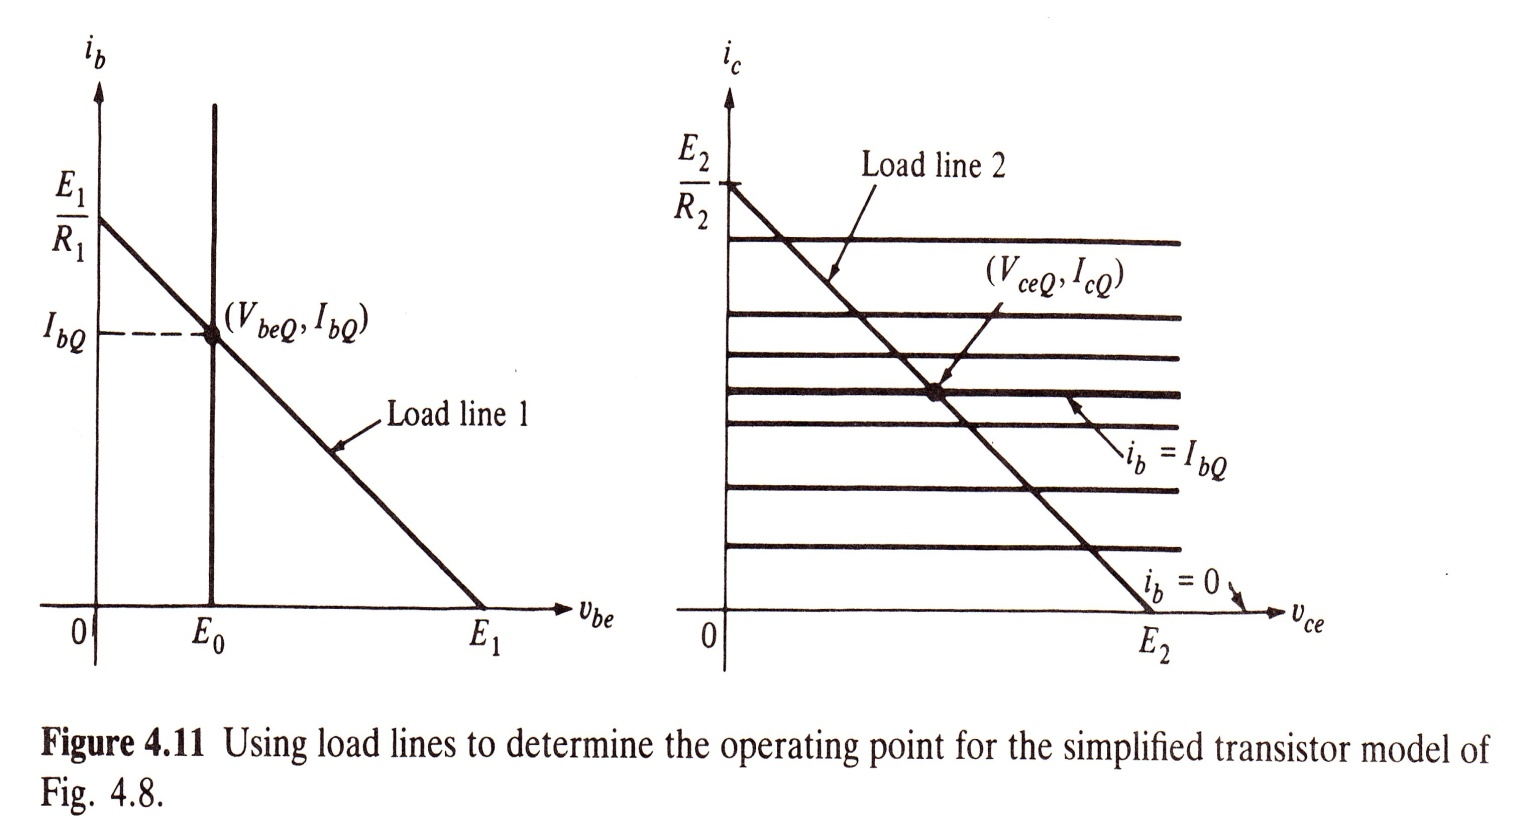 i_b
E_1
R_1
I_bQ
(V_beQ, I_bQ)
Load line 1
0
E_0
E_1
v_be
i_c
E_2
R_2
Load line 2
(V_ceQ, I_cQ)
i_b = I_bQ
i_b = 0
0
E_2
v_ce
Figure 4.11 Using load lines to determine the operating point for the simplified transistor model of
Fig. 4.8.